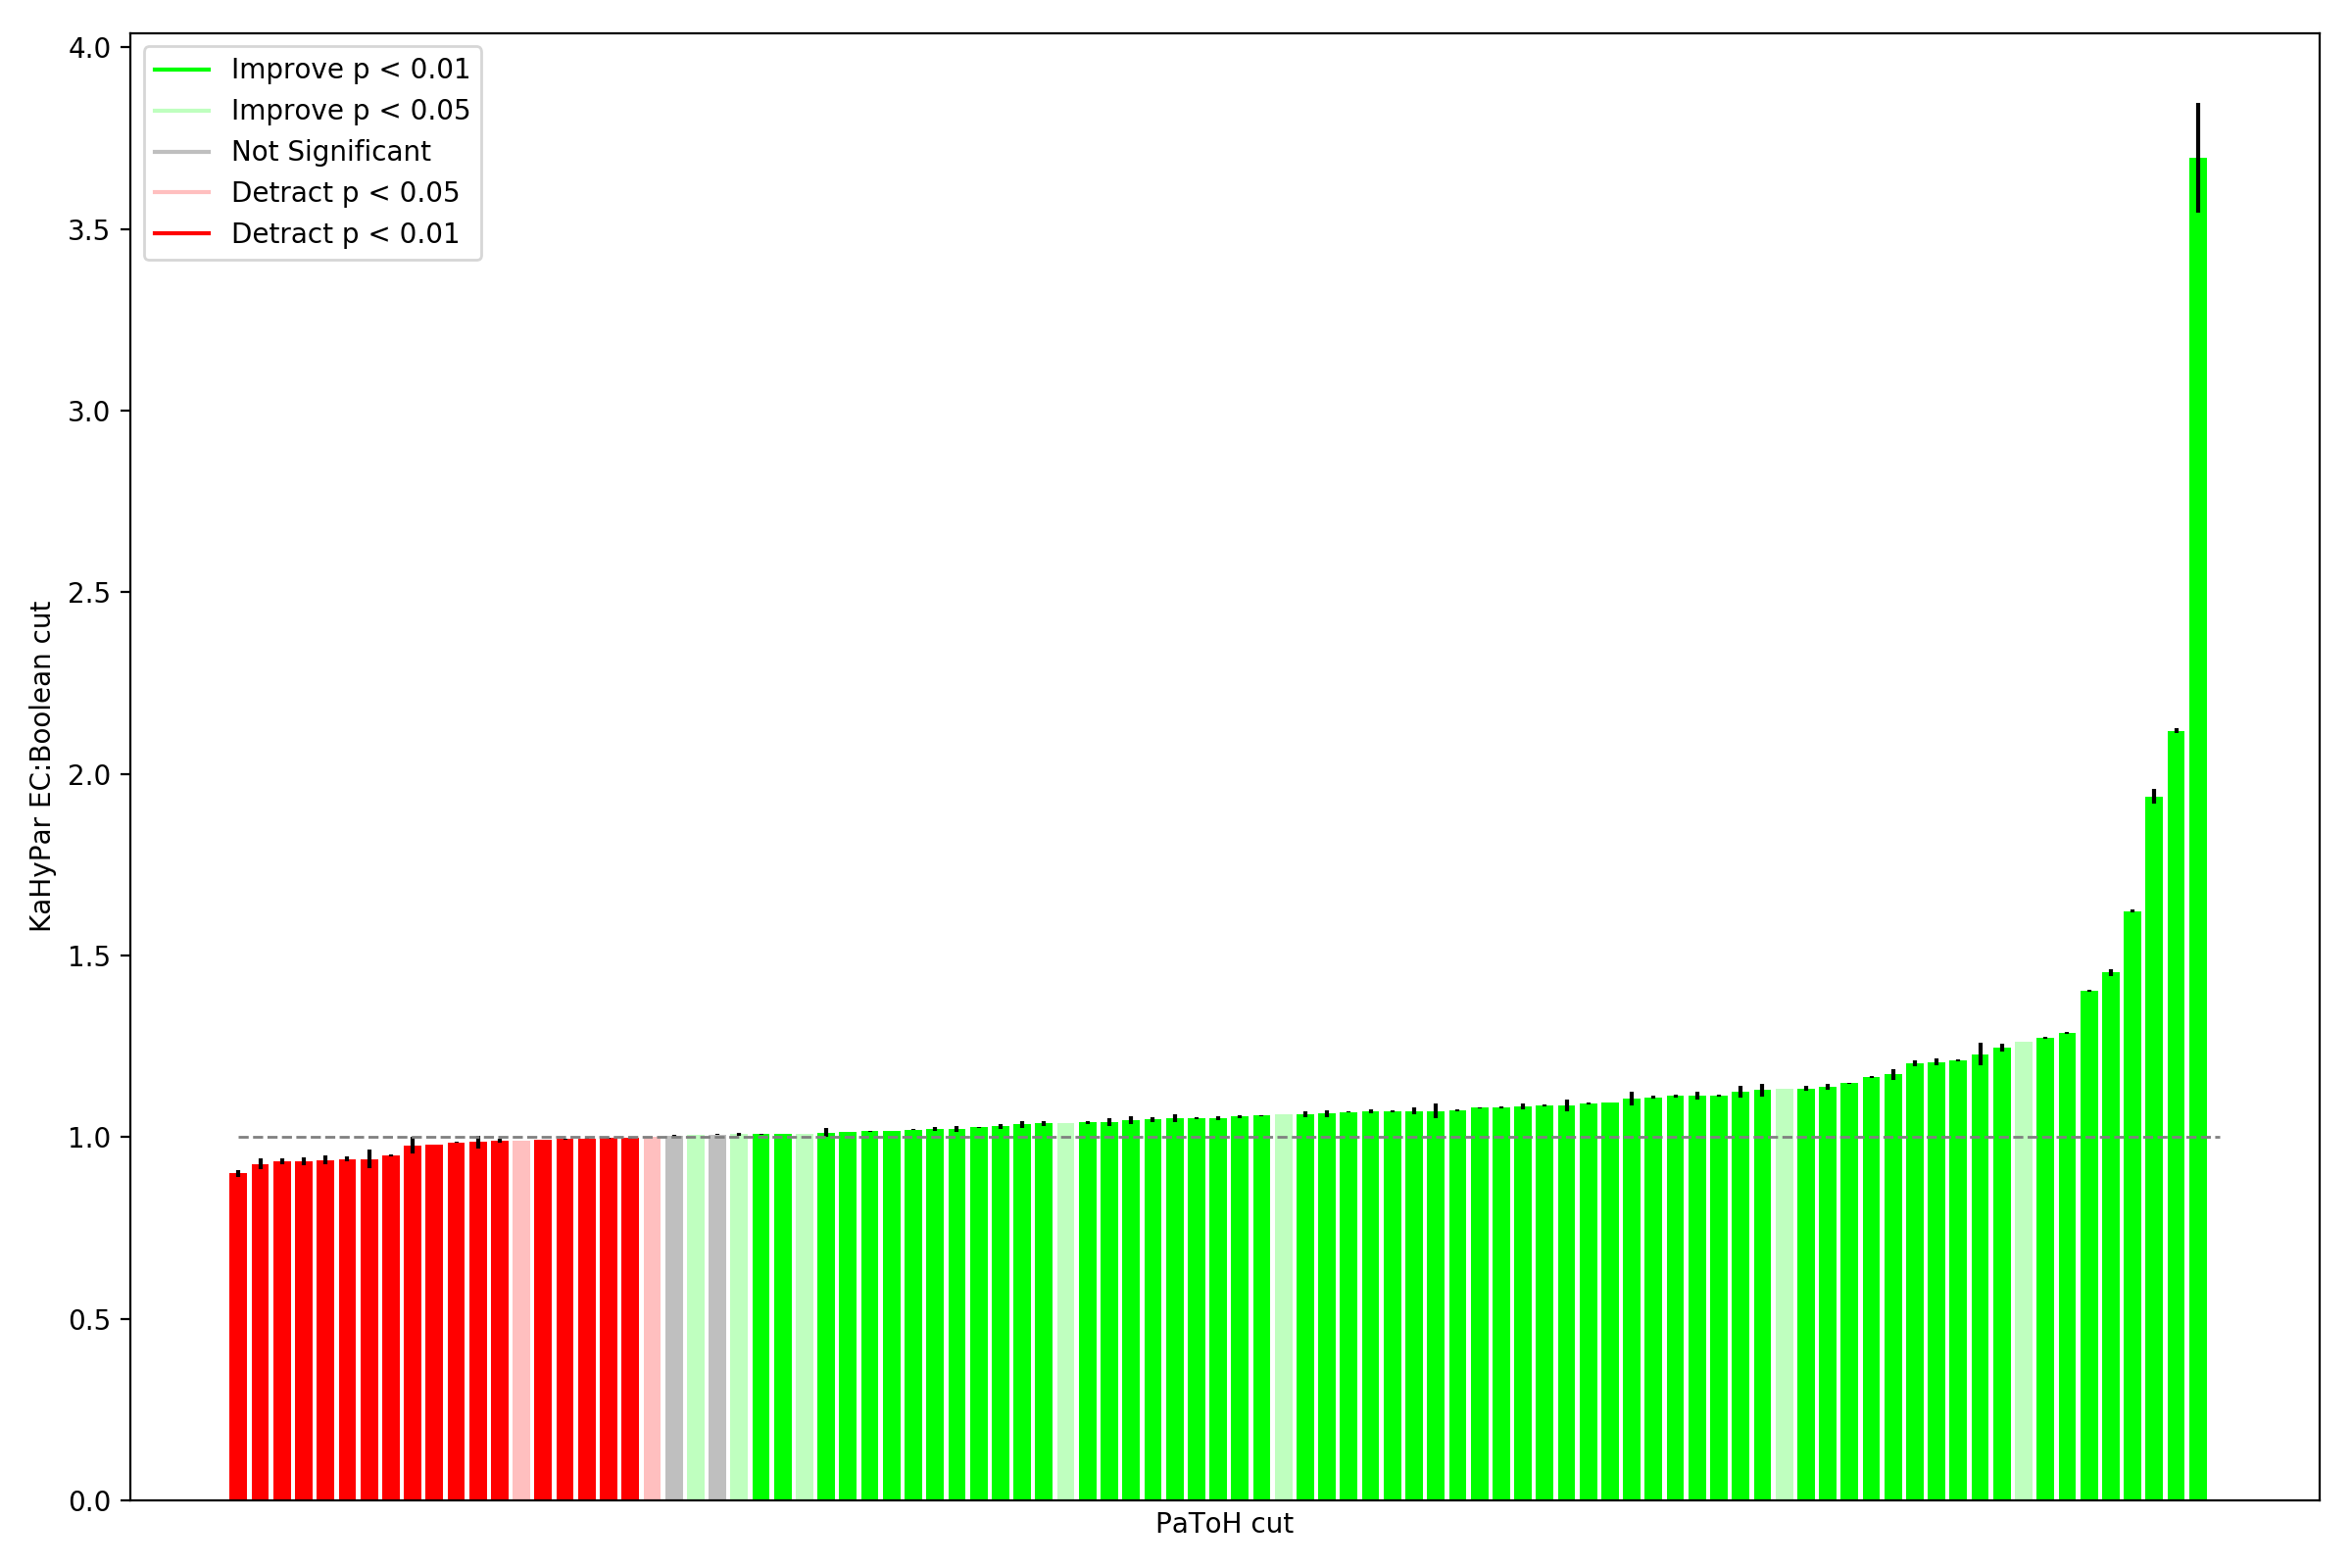 4.0
3.5
3.0
2.5
2.0
1.5
1.0
0.5
0.0
KaHyPar EC:Boolean cut
Improve p < 0.01
Improve p < 0.05
Not Significant
Detract p < 0.05
Detract p < 0.01
PaToH cut